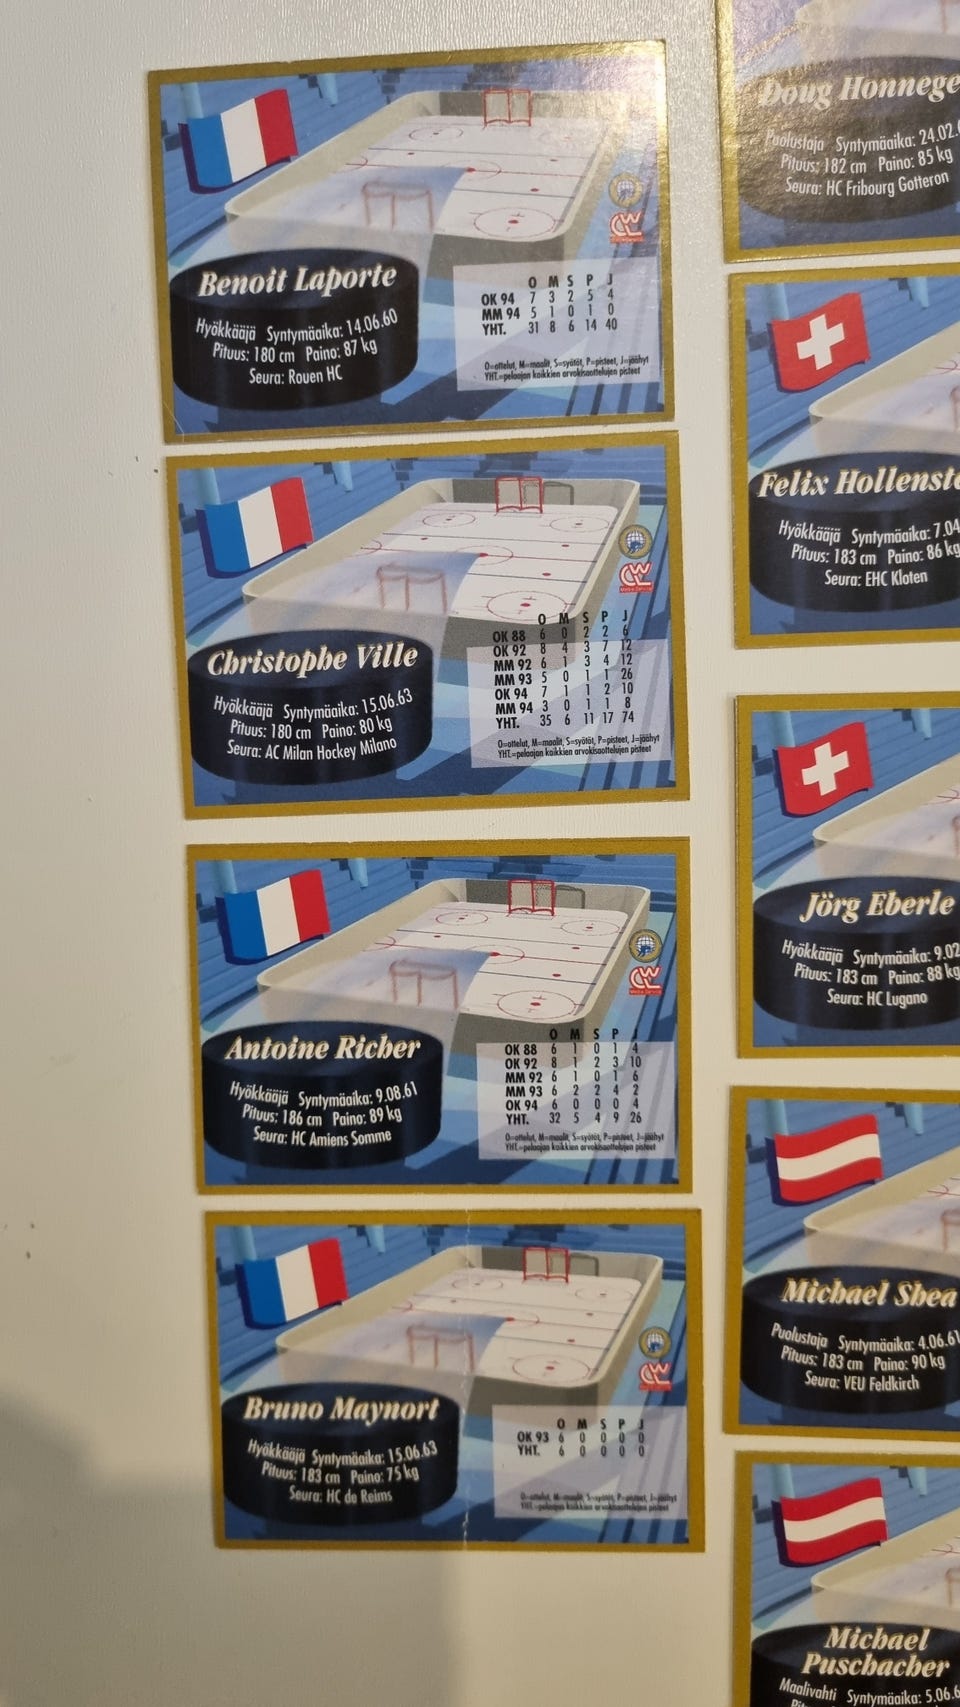 Benoit Laporte
Hyökkääjä Syntymäaika: 14.06.60
Pituus: 180 cm Paino: 87 kg
Seura: Rouen HC
O M S P J
OK 94 7 3 2 5 4
MM 94 5 1 0 1 0
YHT. 31 8 6 14 40
O=ottelut, M=maalit, S=syötöt, P=pisteet, J=jäähyt
YHT.=pelaajan kaikkien arvokisaottelujen pisteet
Christophe Ville
Hyökkääjä Syntymäaika: 15.06.63
Pituus: 180 cm Paino: 80 kg
Seura: AC Milan Hockey Milano
O M S P J
OK 88 6 0 2 2 6
OK 92 8 4 3 7 12
MM 92 6 1 3 4 12
MM 93 5 0 1 1 26
OK 94 7 1 1 2 10
MM 94 3 0 1 1 8
YHT. 35 6 11 17 74
O=ottelut, M=maalit, S=syötöt, P=pisteet, J=jäähyt
YHT.=pelaajan kaikkien arvokisaottelujen pisteet
Antoine Richer
Hyökkääjä Syntymäaika: 9.08.61
Pituus: 186 cm Paino: 89 kg
Seura: HC Amiens Somme
O M S P J
OK 88 6 1 0 1 4
OK 92 8 1 2 3 10
MM 92 6 1 0 1 6
MM 93 6 2 2 4 2
OK 94 6 0 0 0 4
YHT. 32 5 4 9 26
O=ottelut, M=maalit, S=syötöt, P=pisteet, J=jäähyt
YHT.=pelaajan kaikkien arvokisaottelujen pisteet
Bruno Maynort
Hyökkääjä Syntymäaika: 15.06.63
Pituus: 183 cm Paino: 75 kg
Seura: HC de Reims
O M S P J
OK 93 6 0 0 0 0
YHT. 6 0 0 0 0
O=ottelut, M=maalit, S=syötöt, P=pisteet, J=jäähyt
YHT.=pelaajan kaikkien arvokisaottelujen pisteet
Doug Honnege
Puolustaja Syntymäaika: 24.02.
Pituus: 182 cm Paino: 85 kg
Seura: HC Fribourg Gotteron
Felix Hollenste
Hyökkääjä Syntymäaika: 7.04
Pituus: 183 cm Paino: 86 kg
Seura: EHC Kloten
Jörg Eberle
Hyökkääjä Syntymäaika: 9.02
Pituus: 183 cm Paino: 88 kg
Seura: HC Lugano
Michael Shea
Puolustaja Syntymäaika: 4.06.61
Pituus: 183 cm Paino: 90 kg
Seura: VEU Feldkirch
Michael
Puschacher
Maalivahti Syntymäaika: 5.06.6